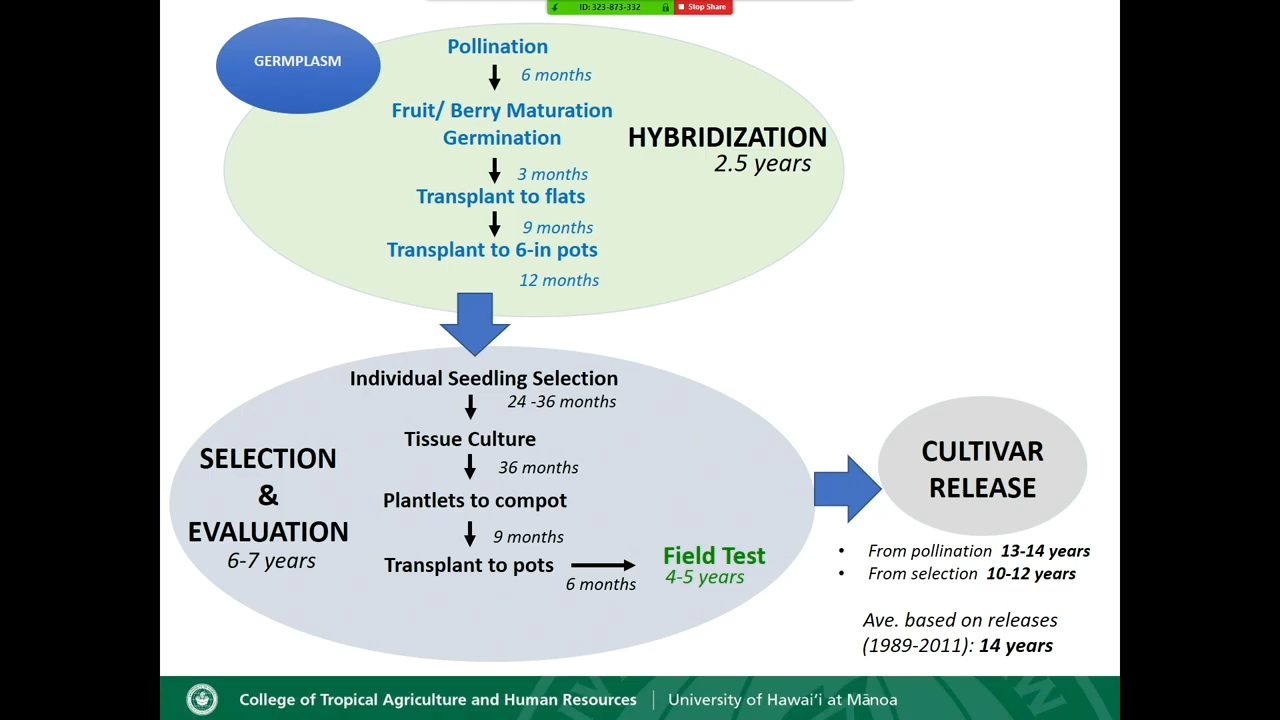 ID: 323-873-332
Stop Share
GERMPLASM
Pollination
6 months
Fruit/ Berry Maturation
Germination
HYBRIDIZATION
2.5 years
3 months
Transplant to flats
9 months
Transplant to 6-in pots
12 months
Individual Seedling Selection
24 -36 months
Tissue Culture
36 months
Plantlets to compot
9 months
Transplant to pots
6 months
SELECTION
&
EVALUATION
6-7 years
Field Test
4-5 years
CULTIVAR
RELEASE
• From pollination 13-14 years
• From selection 10-12 years
Ave. based on releases
(1989-2011): 14 years
College of Tropical Agriculture and Human Resources
University of Hawaiʻi at Mānoa